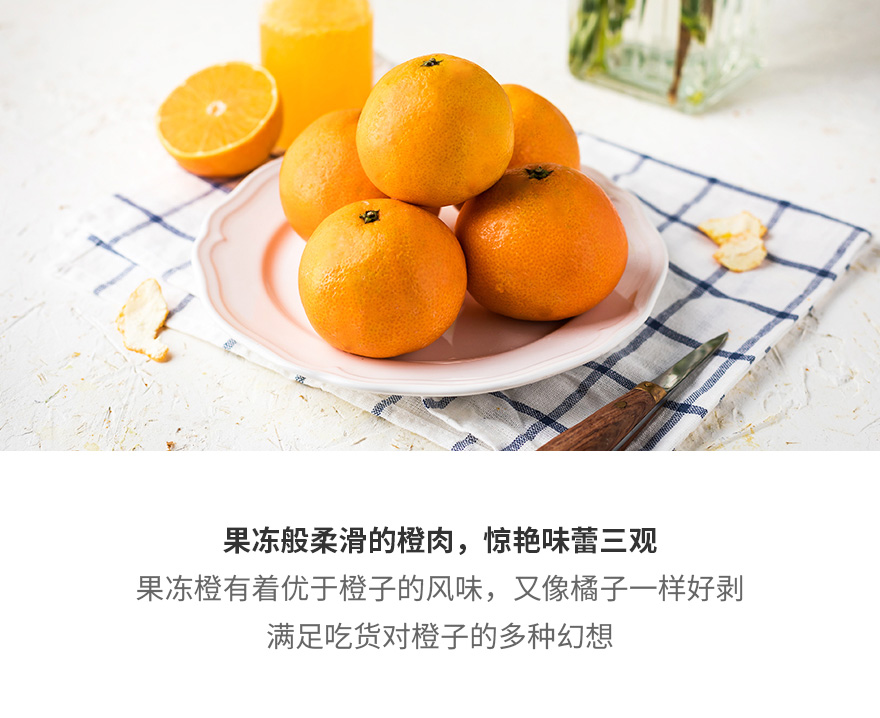 果冻般柔滑的橙肉，惊艳味蕾三观
果冻橙有着优于橙子的风味，又像橘子一样好剥
满足吃货对橙子的多种幻想